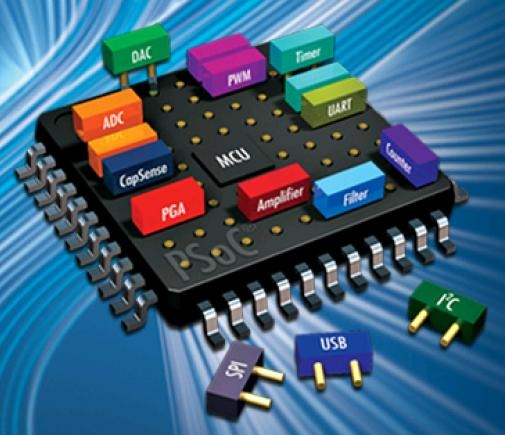 DAC
PWM
Timer
ADC
UART
MCU
CapSense
Counter
PGA
Amplifier
Filter
PSoC®
I²C
USB
SPI